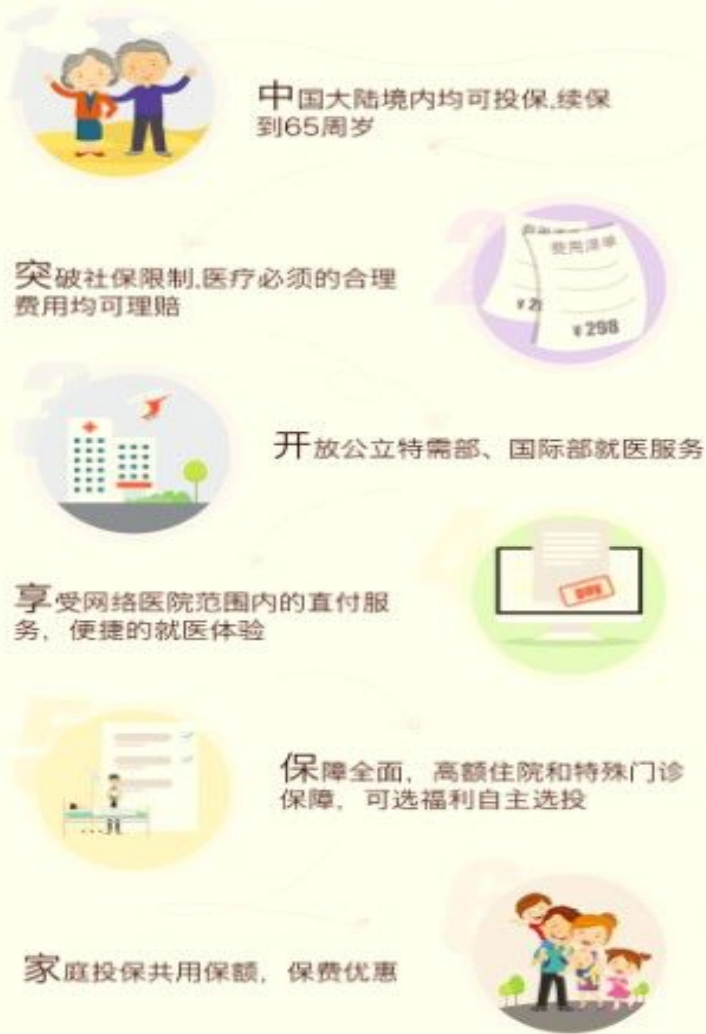 中国大陆境内均可投保,续保
到65周岁
费用清单
¥298
突破社保限制,医疗必须的合理
费用均可理赔
开放公立特需部、国际部就医服务
享受网络医院范围内的直付服
务，便捷的就医体验
保障全面，高额住院和特殊门诊
保障，可选福利自主选投
家庭投保共用保额，保费优惠